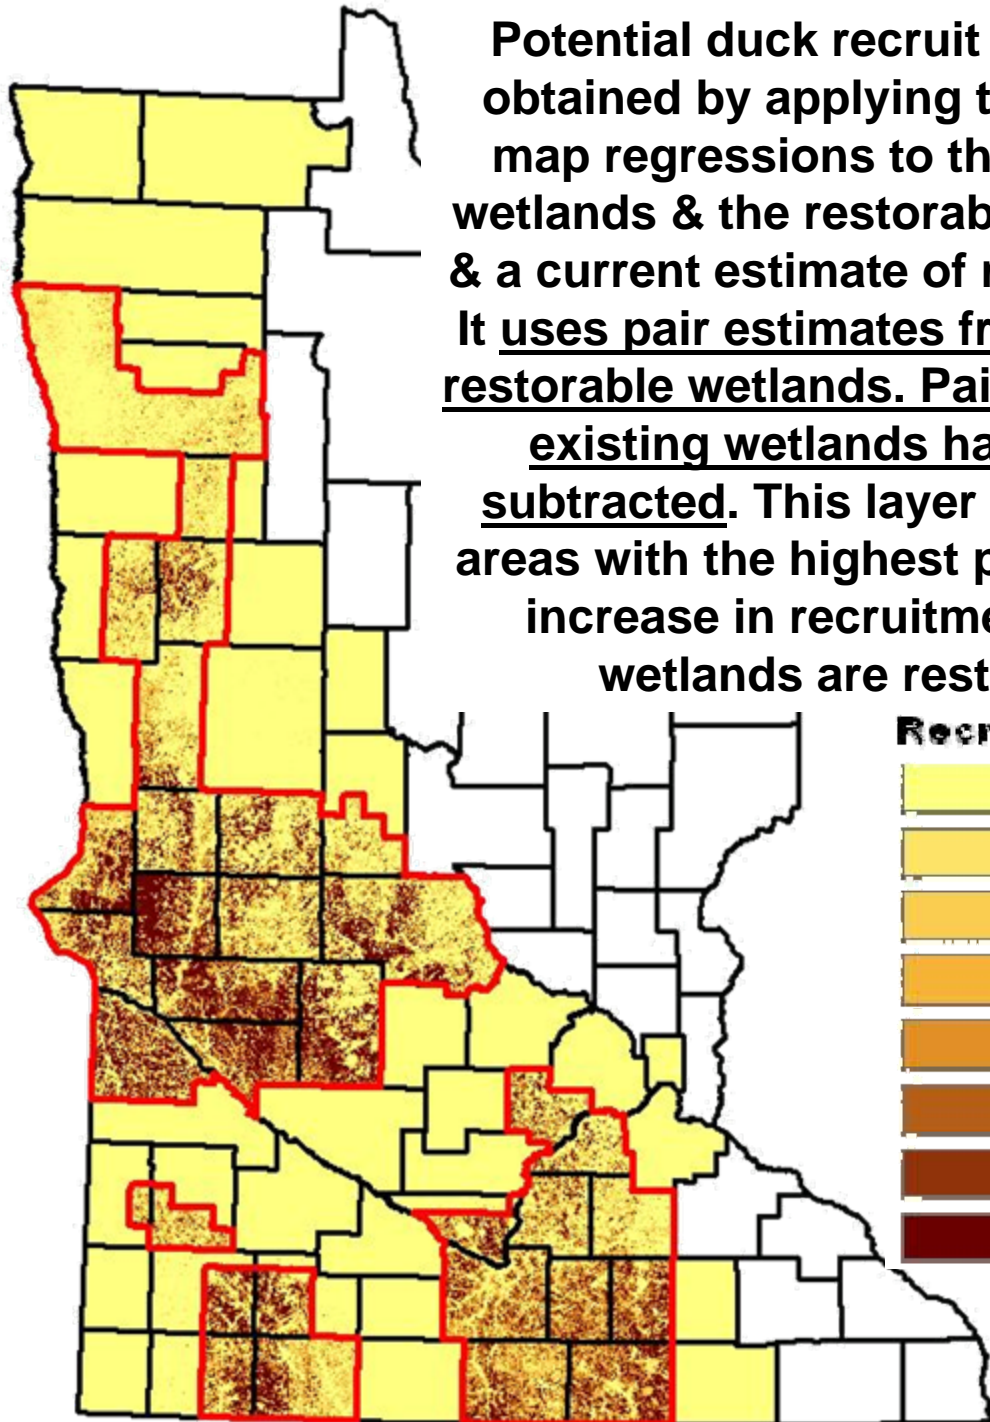 Potential duck recruit
obtained by applying t
map regressions to th
wetlands & the restorab
& a current estimate of r
It uses pair estimates fr
restorable wetlands. Pai
existing wetlands ha
subtracted. This layer
areas with the highest p
increase in recruitme
wetlands are rest
Recr